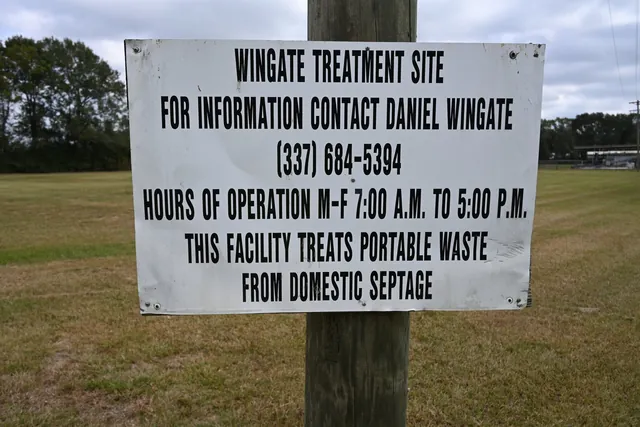 WINGATE TREATMENT SITE
FOR INFORMATION CONTACT DANIEL WINGATE
(337) 684-5394
HOURS OF OPERATION M-F 7:00 A.M. TO 5:00 P.M.
THIS FACILITY TREATS PORTABLE WASTE
FROM DOMESTIC SEPTAGE